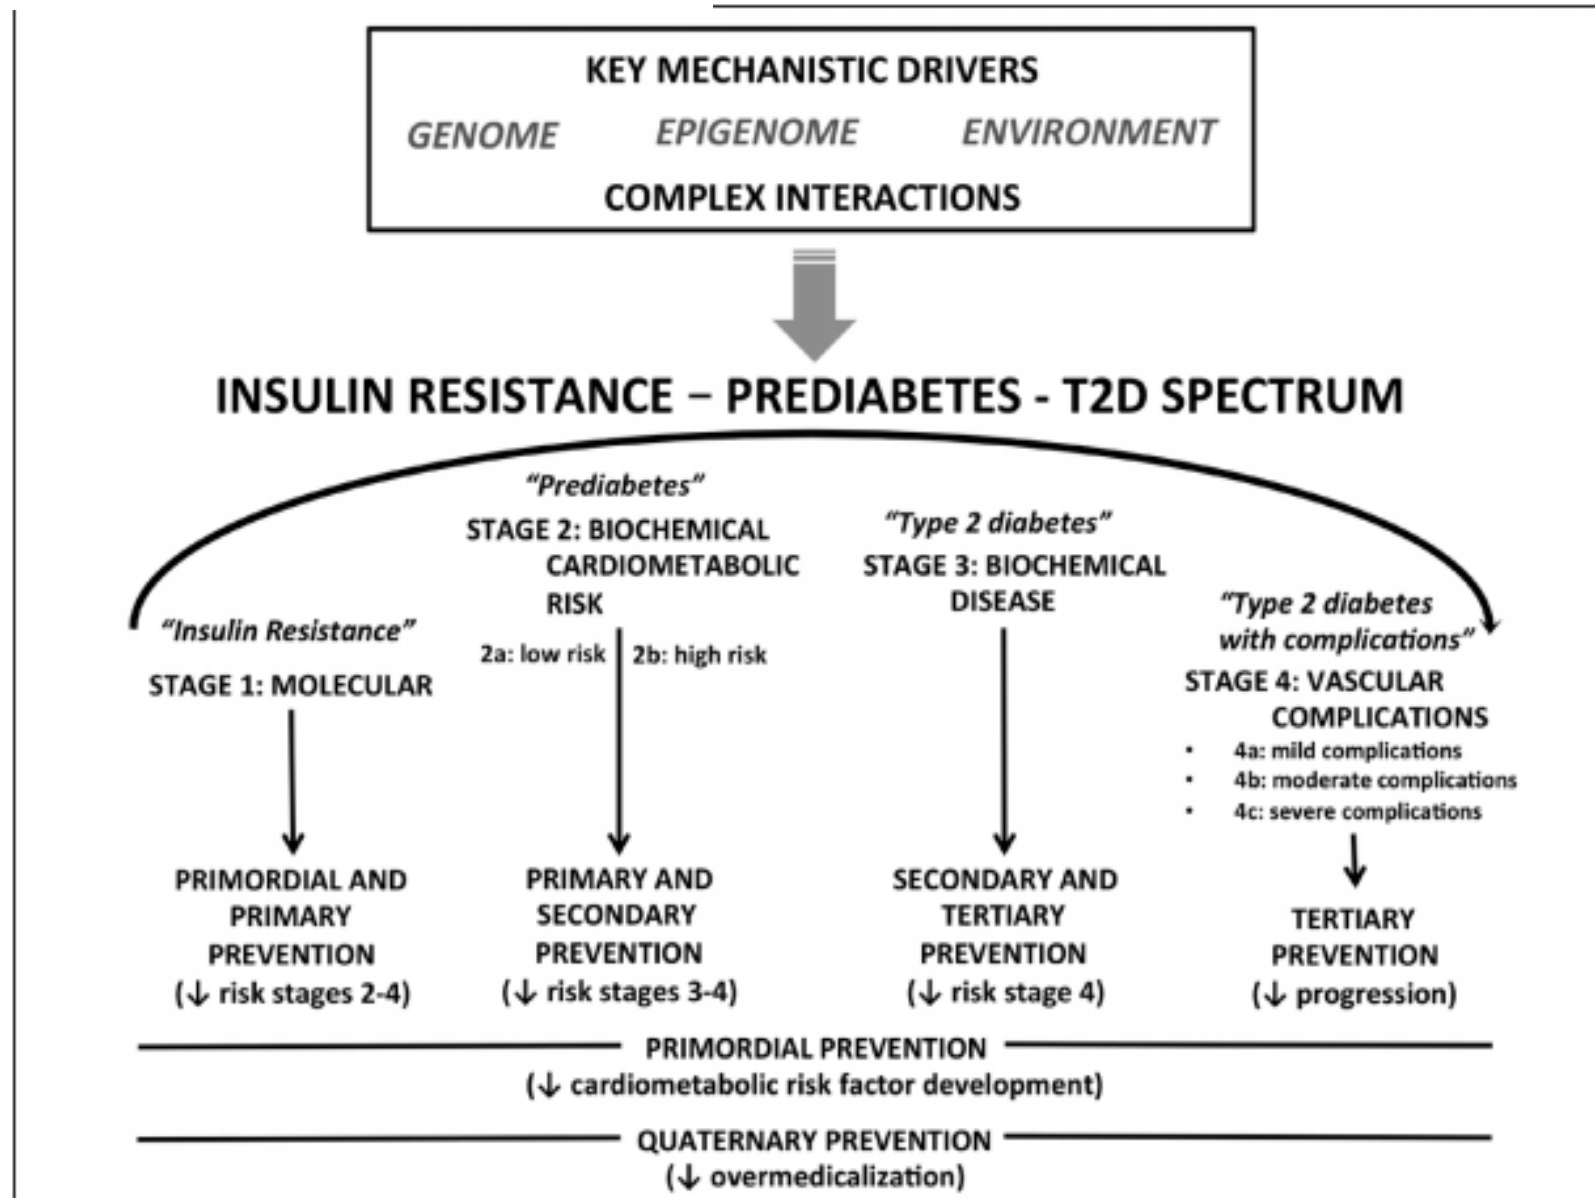 KEY MECHANISTIC DRIVERS
GENOME EPIGENOME ENVIRONMENT
COMPLEX INTERACTIONS
INSULIN RESISTANCE – PREDIABETES - T2D SPECTRUM
“Insulin Resistance”
STAGE 1: MOLECULAR
PRIMORDIAL AND
PRIMARY
PREVENTION
(↓ risk stages 2-4)
“Prediabetes”
STAGE 2: BIOCHEMICAL
CARDIOMETABOLIC
RISK
2a: low risk 2b: high risk
PRIMARY AND
SECONDARY
PREVENTION
(↓ risk stages 3-4)
“Type 2 diabetes”
STAGE 3: BIOCHEMICAL
DISEASE
SECONDARY AND
TERTIARY
PREVENTION
(↓ risk stage 4)
“Type 2 diabetes
with complications”
STAGE 4: VASCULAR
COMPLICATIONS
• 4a: mild complications
• 4b: moderate complications
• 4c: severe complications
TERTIARY
PREVENTION
(↓ progression)
PRIMORDIAL PREVENTION
(↓ cardiometabolic risk factor development)
QUATERNARY PREVENTION
(↓ overmedicalization)